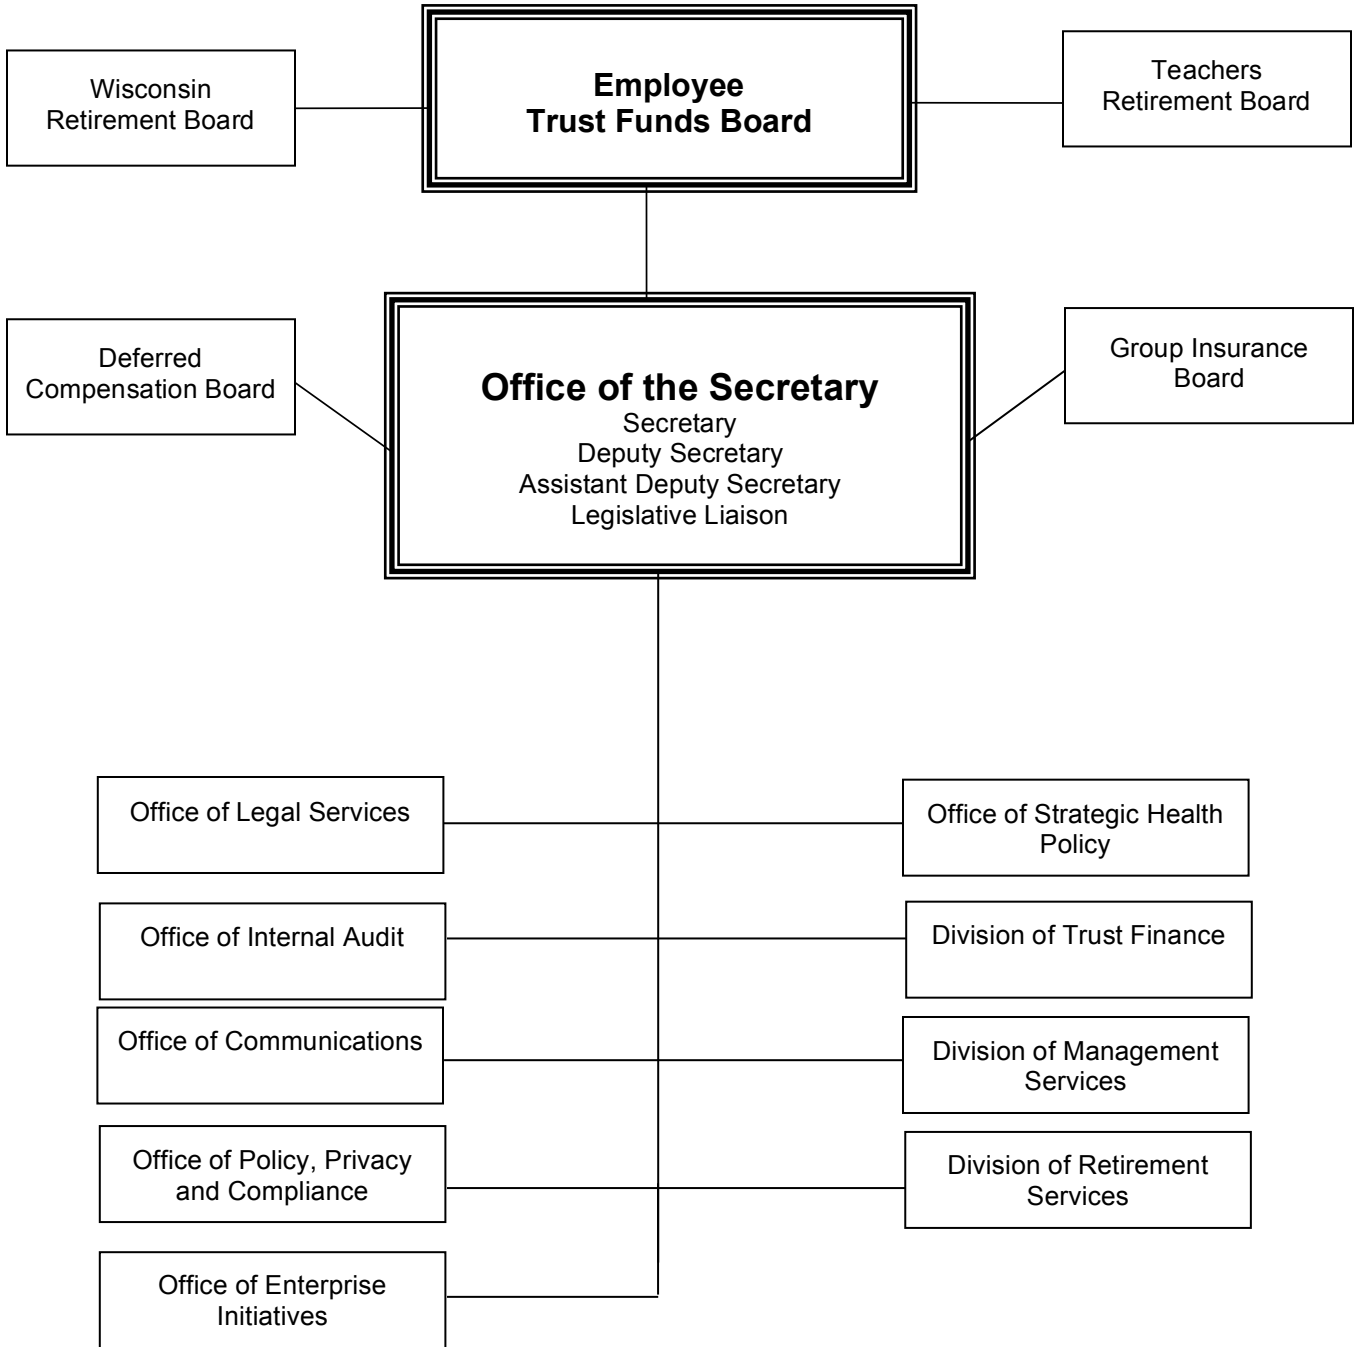 Wisconsin
Retirement Board
Employee
Trust Funds Board
Teachers
Retirement Board
Deferred
Compensation Board
Office of the Secretary
Secretary
Deputy Secretary
Assistant Deputy Secretary
Legislative Liaison
Group Insurance
Board
Office of Legal Services
Office of Strategic Health
Policy
Office of Internal Audit
Division of Trust Finance
Office of Communications
Division of Management
Services
Office of Policy, Privacy
and Compliance
Division of Retirement
Services
Office of Enterprise
Initiatives